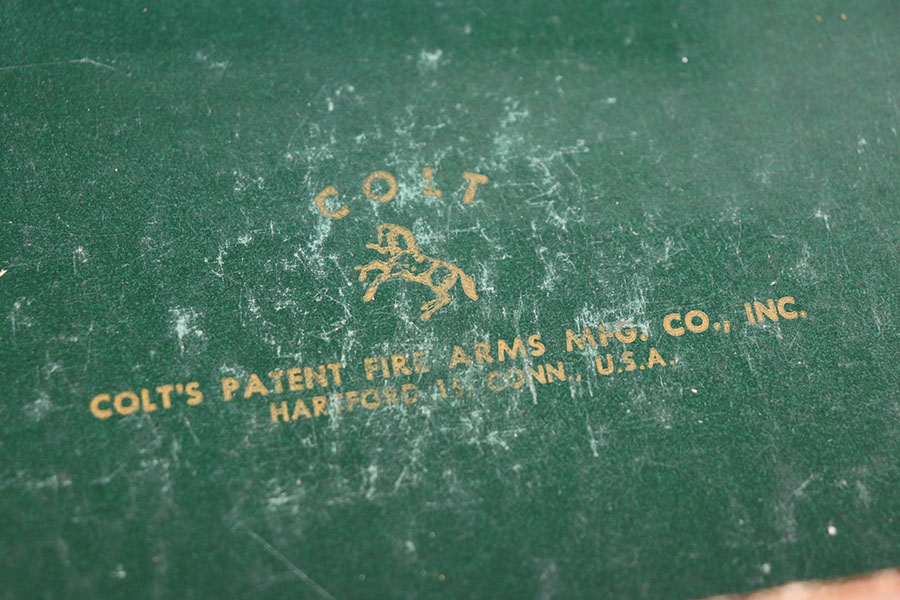 COLT
COLT'S PATENT FIRE ARMS MFG. CO., INC.
HARTFORD 15, CONN., U.S.A.